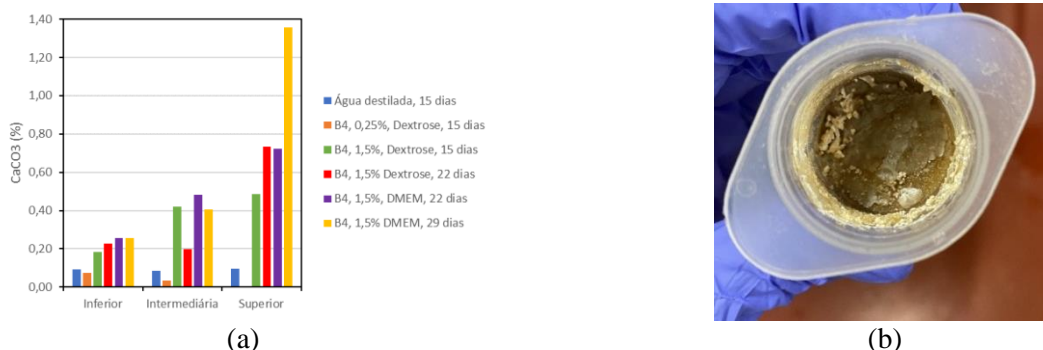 1,40
1,20
1,00
0,80
0,60
0,40
0,20
0,00
CaCO3 (%)
Inferior Intermediária Superior
Água destilada, 15 dias
B4, 0,25%, Dextrose, 15 dias
B4, 1,5%, Dextrose, 15 dias
B4, 1,5% Dextrose, 22 dias
B4, 1,5%, DMEM, 22 dias
B4, 1,5% DMEM, 29 dias
(a) (b)